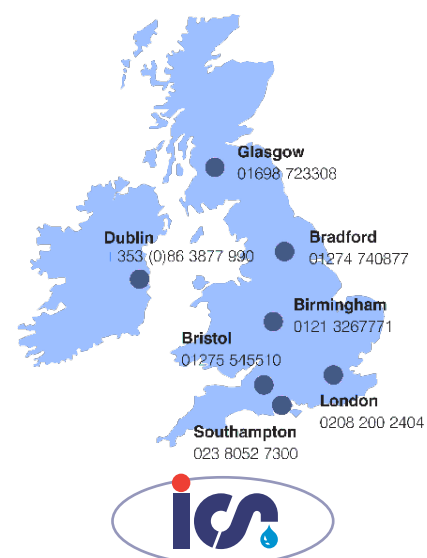 Glasgow
01698 723308
Dublin
353 (0)86 3877 990
Bradford
01274 740877
Birmingham
0121 3267771
Bristol
01275 545510
London
0208 200 2404
Southampton
023 8052 7300
ics